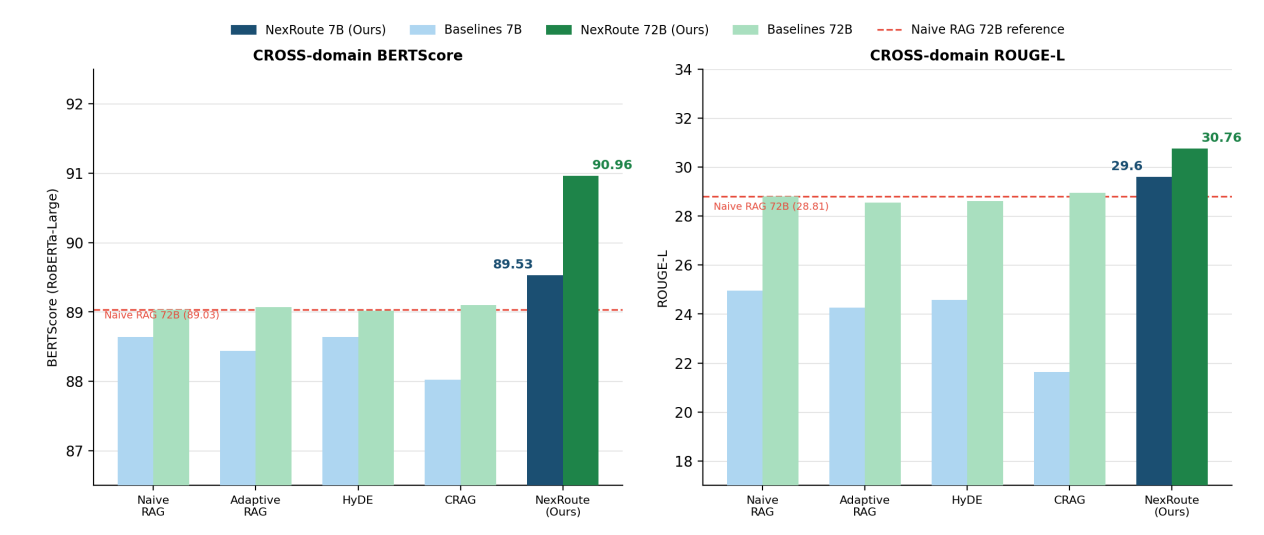 NexRoute 7B (Ours)
Baselines 7B
NexRoute 72B (Ours)
Baselines 72B
Naive RAG 72B reference
CROSS-domain BERTScore
BERTScore (RoBERTa-Large)
92
91
90
89
88
87
90.96
89.53
Naive RAG 72B (89.03)
Naive
RAG
Adaptive
RAG
HyDE
CRAG
NexRoute
(Ours)
CROSS-domain ROUGE-L
ROUGE-L
34
32
30
28
26
24
22
20
18
30.76
29.6
Naive RAG 72B (28.81)
Naive
RAG
Adaptive
RAG
HyDE
CRAG
NexRoute
(Ours)